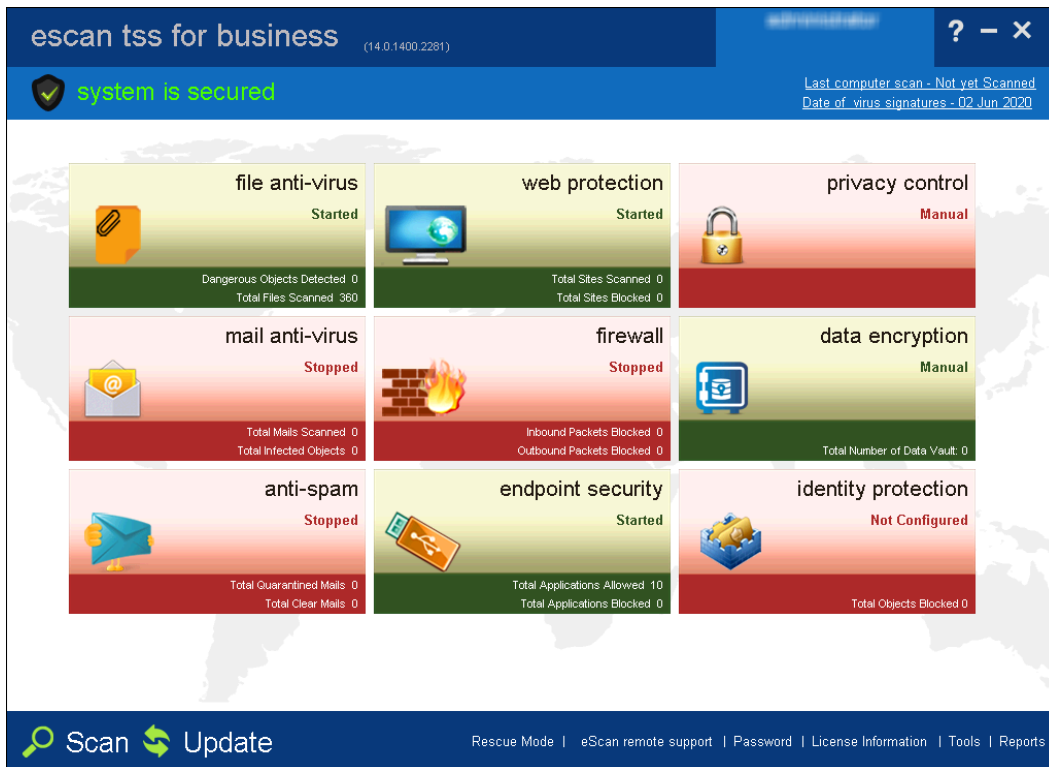 escan tss for business (14.0.1400.2281)
? – ×
system is secured
Last computer scan - Not yet Scanned
Date of virus signatures - 02 Jun 2020
file anti-virus
Started
Dangerous Objects Detected 0
Total Files Scanned 360
web protection
Started
Total Sites Scanned 0
Total Sites Blocked 0
privacy control
Manual
mail anti-virus
Stopped
@
Total Mails Scanned 0
Total Infected Objects 0
firewall
Stopped
Inbound Packets Blocked 0
Outbound Packets Blocked 0
data encryption
Manual
Total Number of Data Vault: 0
anti-spam
Stopped
Total Quarantined Mails 0
Total Clear Mails 0
endpoint security
Started
Total Applications Allowed 10
Total Applications Blocked 0
identity protection
Not Configured
Total Objects Blocked 0
Scan Update
Rescue Mode | eScan remote support | Password | License Information | Tools | Reports